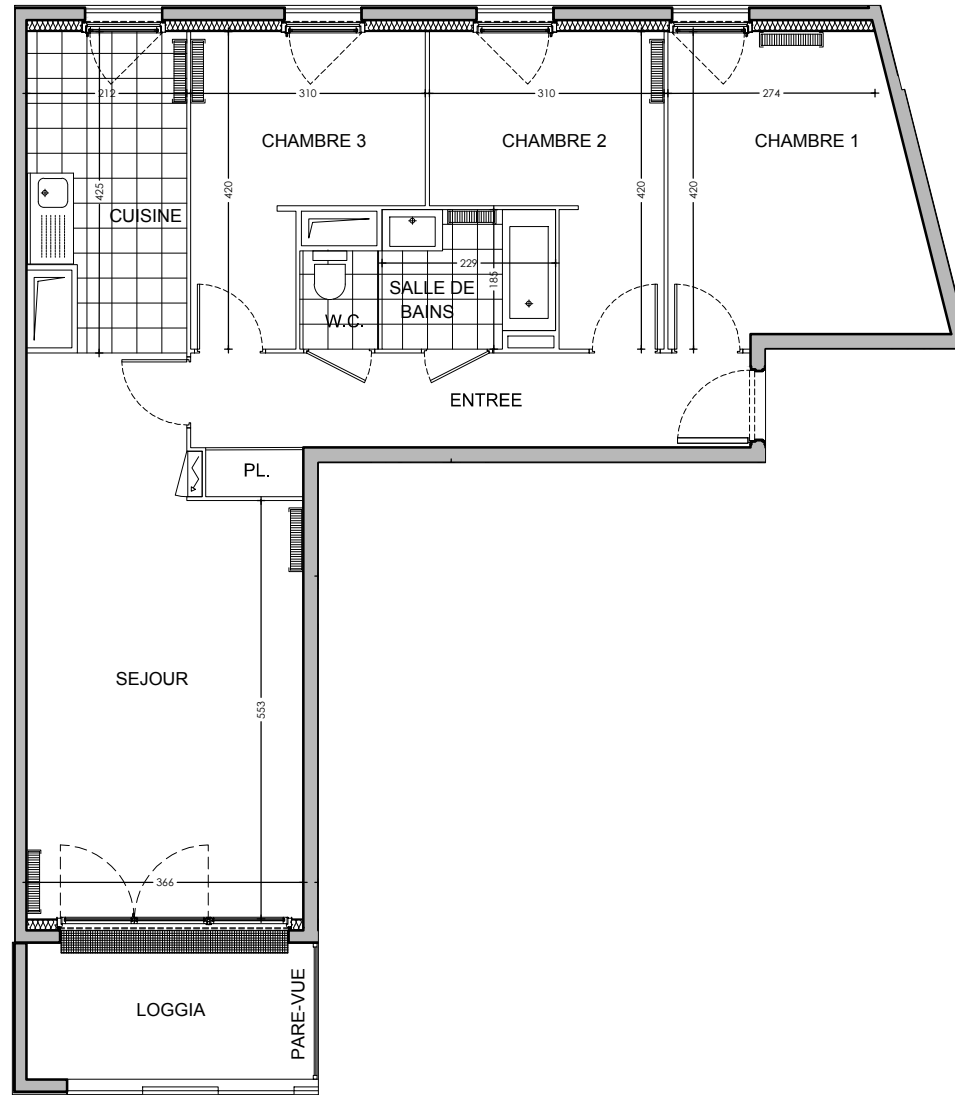 212
310
310
274
CHAMBRE 3
CHAMBRE 2
CHAMBRE 1
425
420
420
420
CUISINE
229
185
SALLE DE
BAINS
W.C.
ENTREE
PL.
SEJOUR
553
366
LOGGIA
PARE-VUE